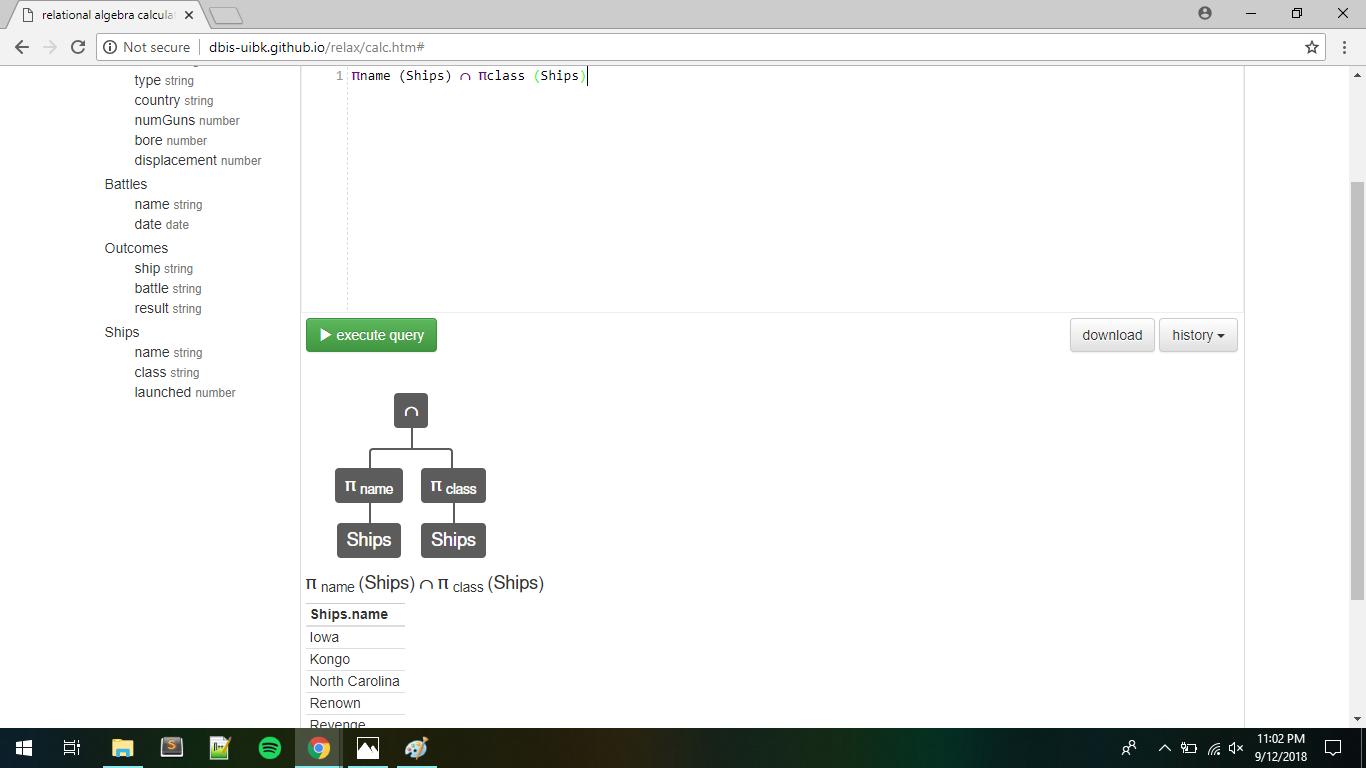 relational algebra calculat
Not secure | dbis-uibk.github.io/relax/calc.htm#
type string
country string
numGuns number
bore number
displacement number
Battles
name string
date date
Outcomes
ship string
battle string
result string
Ships
name string
class string
launched number
1 πname (Ships) ∩ πclass (Ships)
execute query
download
history
∩
π name π class
Ships Ships
π name (Ships) ∩ π class (Ships)
Ships.name
Iowa
Kongo
North Carolina
Renown
Revenge
11:02 PM
9/12/2018